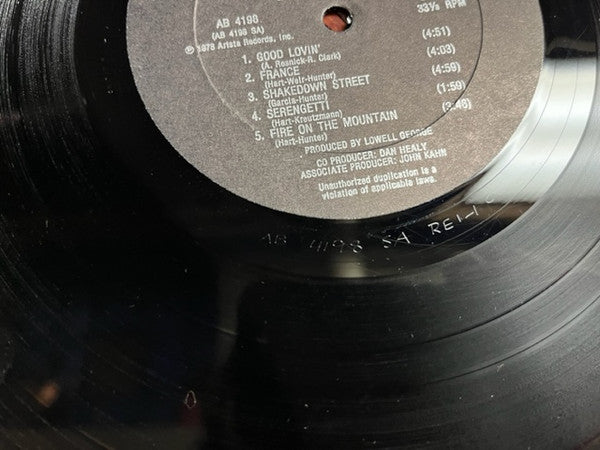 AB 4198
(AB 4198 SA)
℗ 1978 Arista Records, Inc.
33⅓ RPM
1. GOOD LOVIN' (4:51)
(A. Resnick-R. Clark)
2. FRANCE (4:03)
(Hart-Weir-Hunter)
3. SHAKEDOWN STREET (4:59)
(Garcia-Hunter)
4. SERENGETTI (1:59)
(Hart-Kreutzmann)
5. FIRE ON THE MOUNTAIN (3:46)
(Hart-Hunter)
PRODUCED BY LOWELL GEORGE
CO PRODUCER: DAN HEALY
ASSOCIATE PRODUCER: JOHN KAHN
Unauthorized duplication is a
violation of applicable laws.
AB 4198 SA